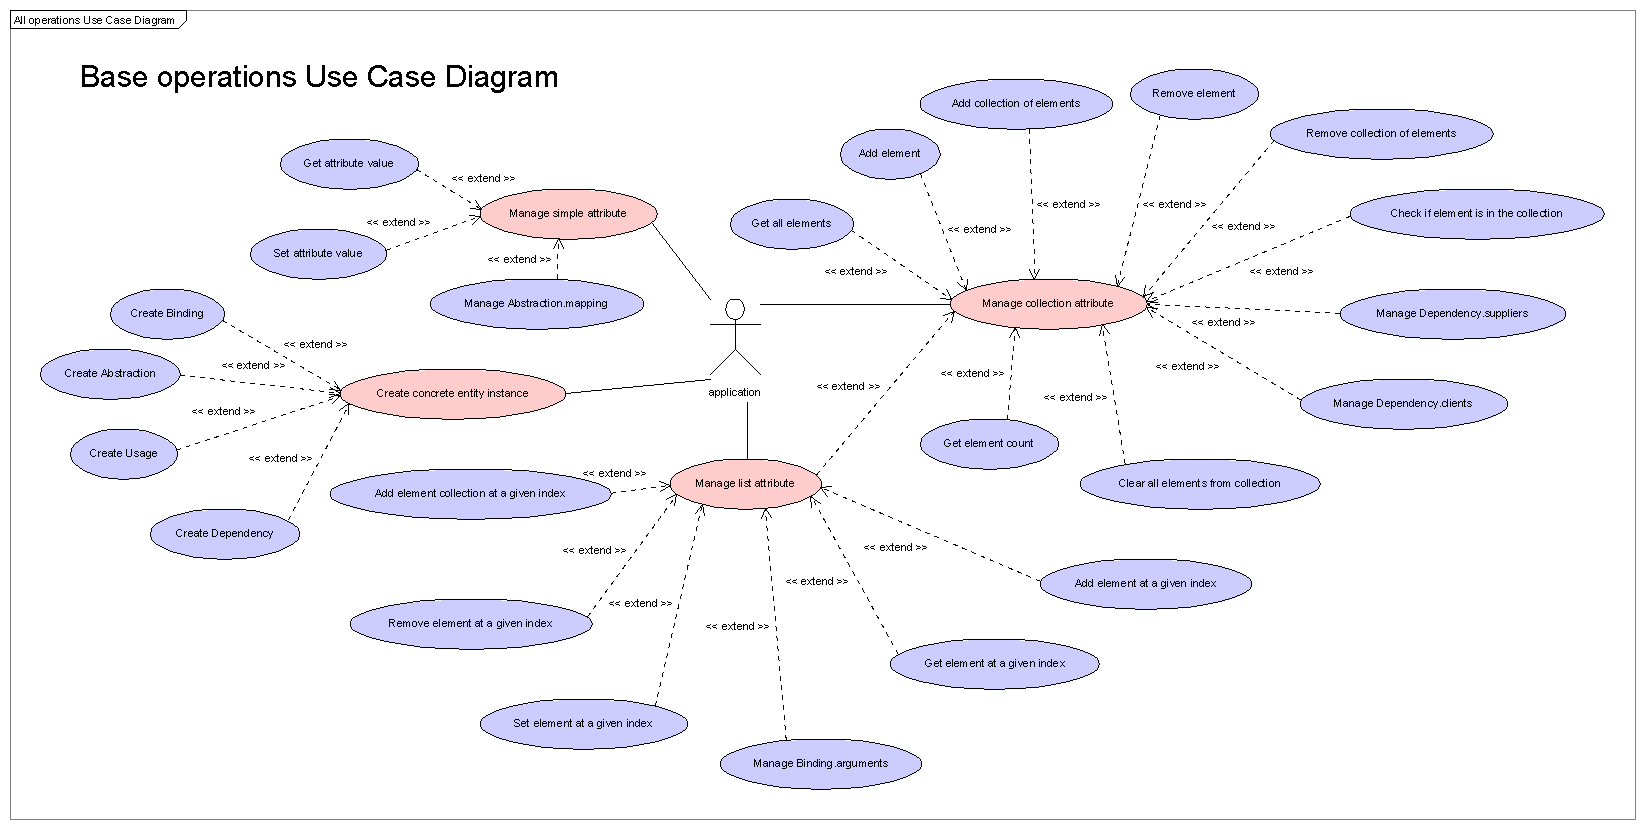 All operations Use Case Diagram
Base operations Use Case Diagram
Add collection of elements
Remove element
Remove collection of elements
Add element
Get attribute value
<< extend >>
Manage simple attribute
<< extend >>
Set attribute value
<< extend >>
Manage Abstraction.mapping
Get all elements
<< extend >>
<< extend >>
<< extend >>
<< extend >>
<< extend >>
Check if element is in the collection
<< extend >>
Manage collection attribute
Manage Dependency.suppliers
<< extend >>
<< extend >>
Manage Dependency.clients
<< extend >>
Get element count
<< extend >>
Clear all elements from collection
<< extend >>
application
Create Binding
<< extend >>
Create Abstraction
<< extend >>
Create concrete entity instance
<< extend >>
Create Usage
<< extend >>
Create Dependency
<< extend >>
Add element collection at a given index
Manage list attribute
<< extend >>
<< extend >>
Add element at a given index
<< extend >>
<< extend >>
Remove element at a given index
<< extend >>
Get element at a given index
Set element at a given index
Manage Binding.arguments